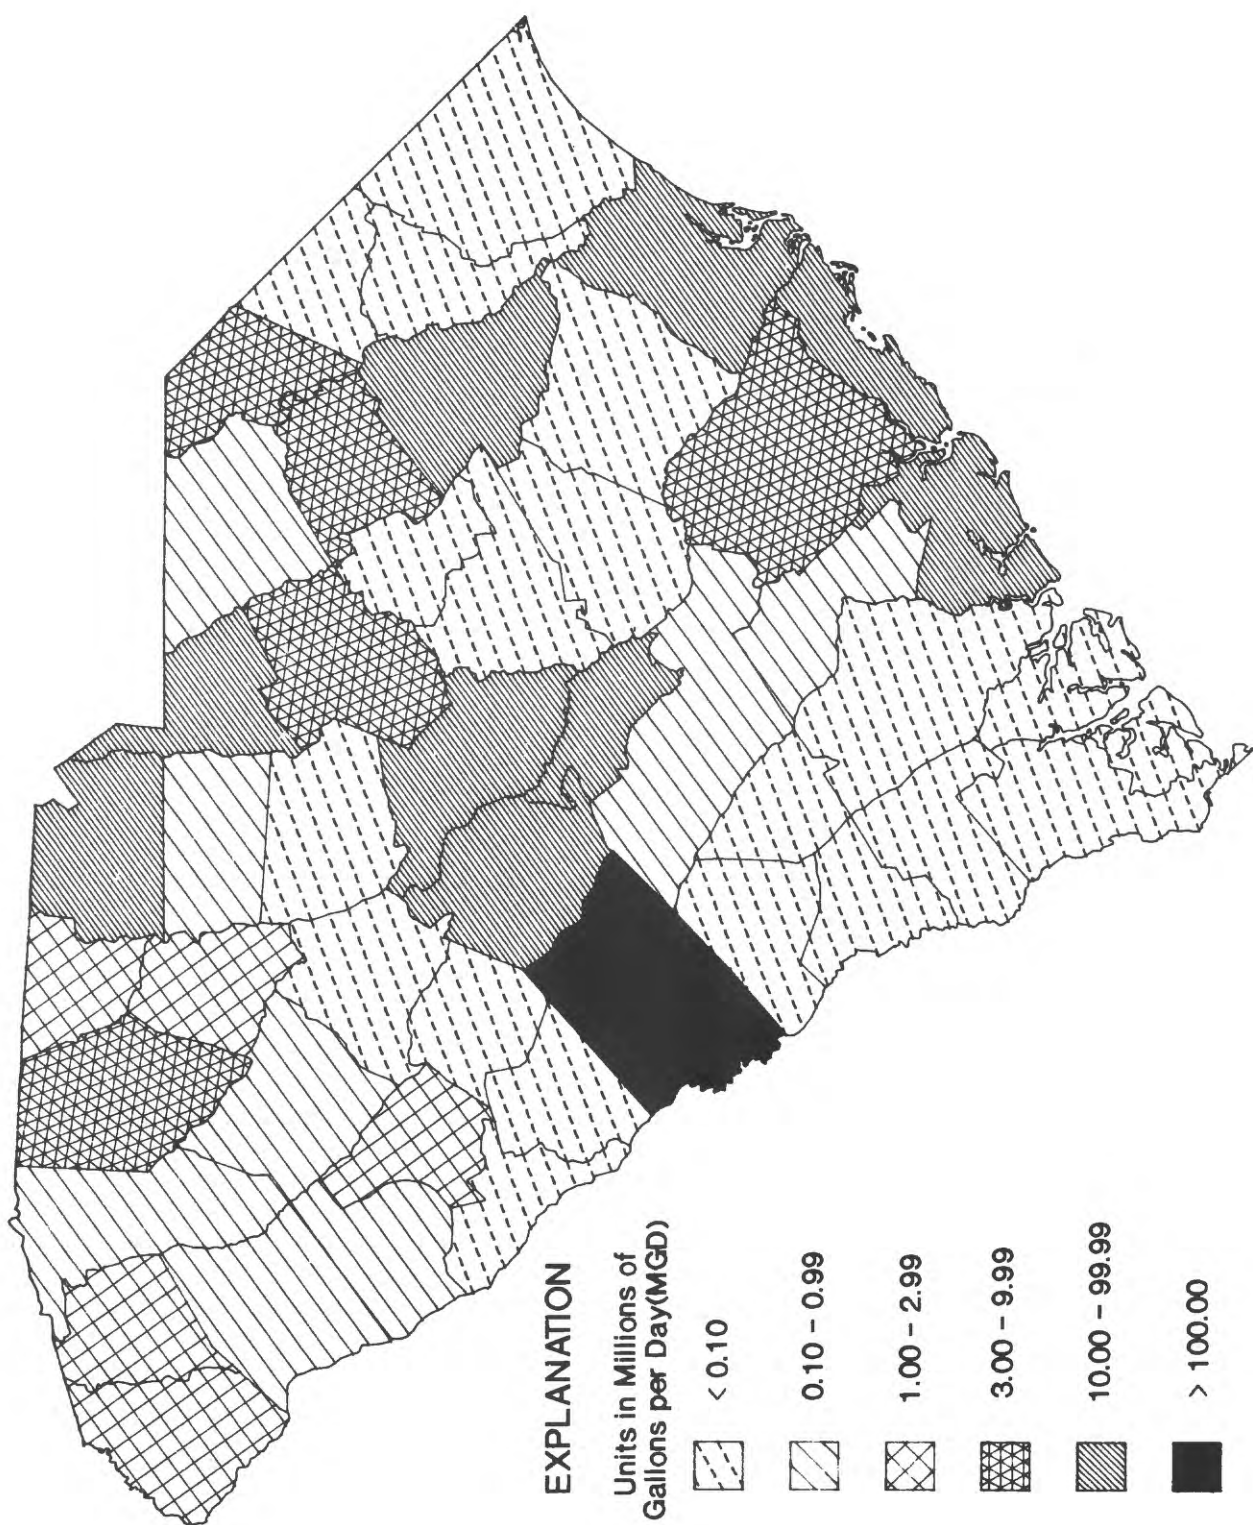 EXPLANATION
Units in Millions of
Gallons per Day(MGD)
< 0.10
0.10 – 0.99
1.00 – 2.99
3.00 – 9.99
10.00 – 99.99
> 100.00